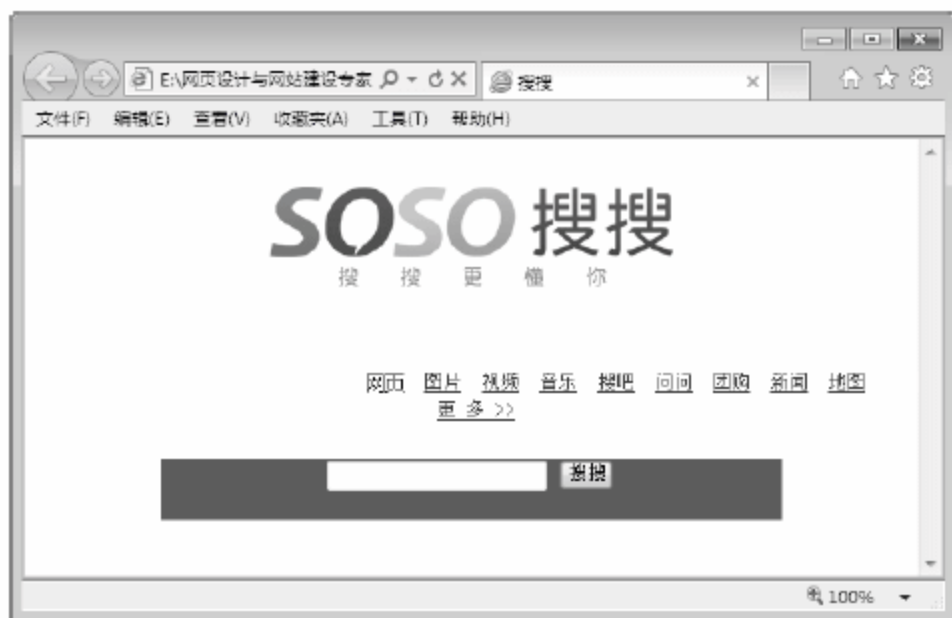 E:\网页设计与网站建设专家
搜搜
文件(F) 编辑(E) 查看(V) 收藏夹(A) 工具(T) 帮助(H)
SOSO 搜搜
搜 搜 更 懂 你
网页 图片 视频 音乐 搜吧 问问 团购 新闻 地图
更 多 >>
搜搜
100%